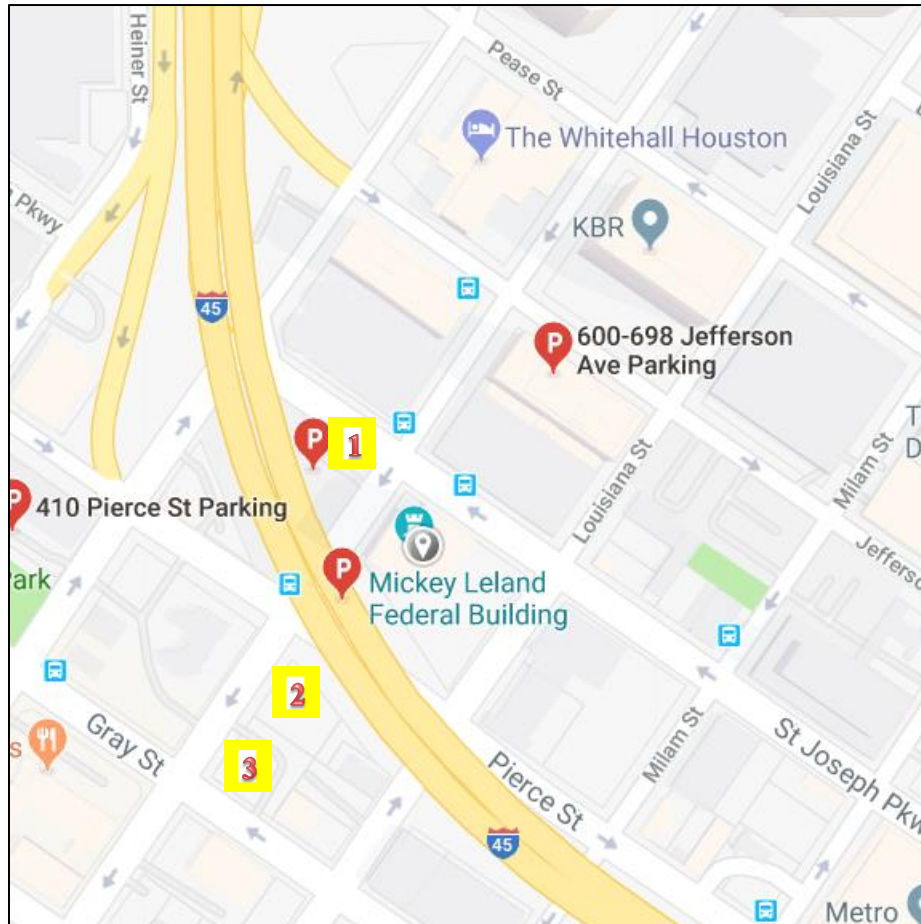 Heiner St
Pease St
Louisiana St
The Whitehall Houston
Pkwy
KBR
45
600-698 Jefferson
Ave Parking
1
Louisiana St
Milam St
410 Pierce St Parking
Jefferso
Park
Mickey Leland
Federal Building
2
Gray St
3
Milam St
St Joseph Pkw
Pierce St
45
Metro